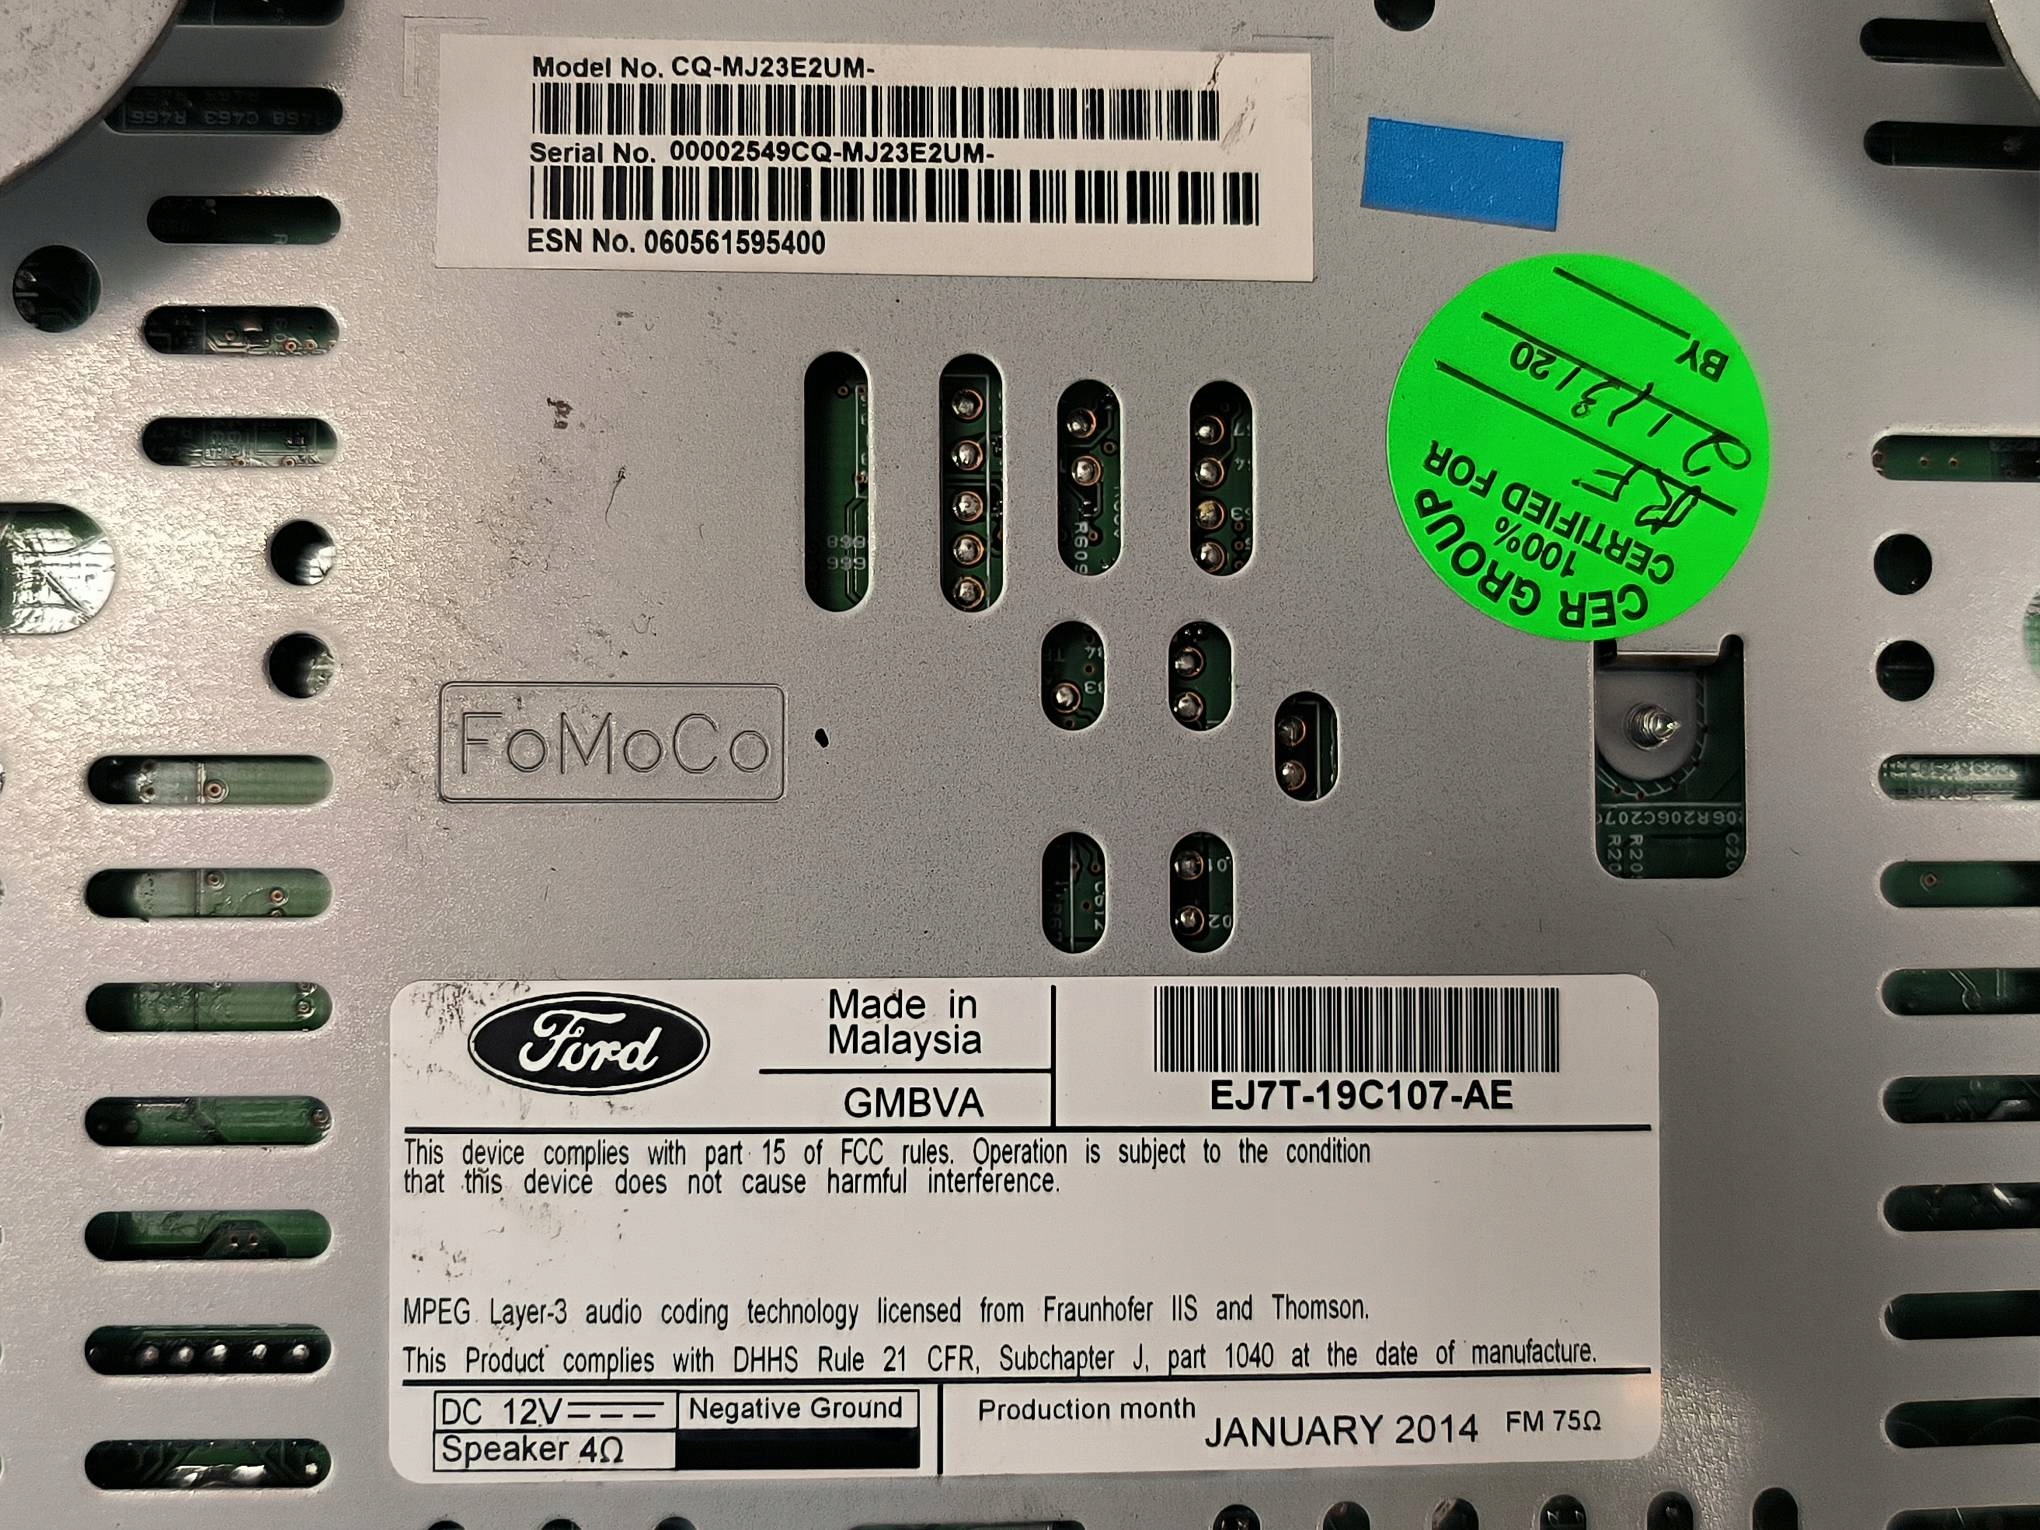 Model No. CQ-MJ23E2UM-
Serial No. 00002549CQ-MJ23E2UM-
ESN No. 060561595400
CER GROUP
100%
CERTIFIED FOR
RE
20
BY
FoMoCo
Ford
Made in
Malaysia
GMBVA
EJ7T-19C107-AE
This device complies with part 15 of FCC rules. Operation is subject to the condition
that this device does not cause harmful interference.
MPEG Layer-3 audio coding technology licensed from Fraunhofer IIS and Thomson.
This Product complies with DHHS Rule 21 CFR, Subchapter J, part 1040 at the date of manufacture.
DC 12V
Negative Ground
Speaker 4Ω
Production month
JANUARY 2014
FM 75Ω